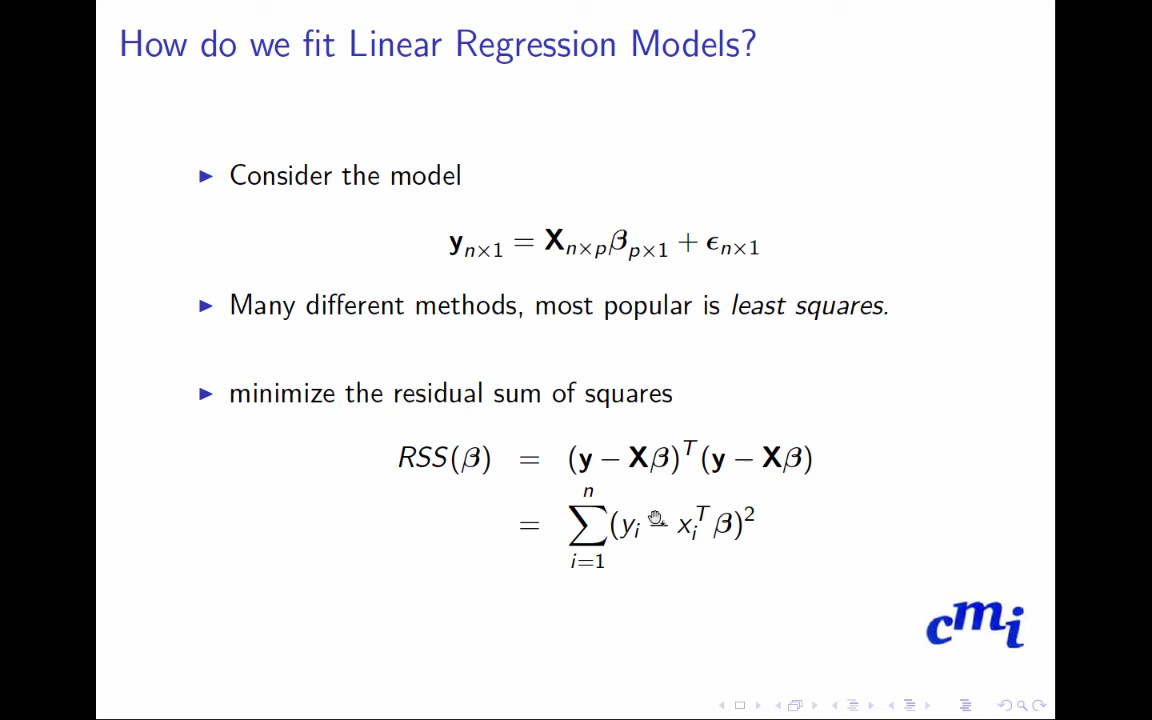 How do we fit Linear Regression Models?
▶ Consider the model
𝐲ₙ×₁ = 𝐗ₙ×ₚ𝜷ₚ×₁ + 𝝐ₙ×₁
▶ Many different methods, most popular is least squares.
▶ minimize the residual sum of squares
RSS(𝜷) = (𝐲 − 𝐗𝜷)ᵀ(𝐲 − 𝐗𝜷)
= ∑ᵢ₌₁ⁿ(yᵢ − xᵢᵀ𝜷)²
cmi